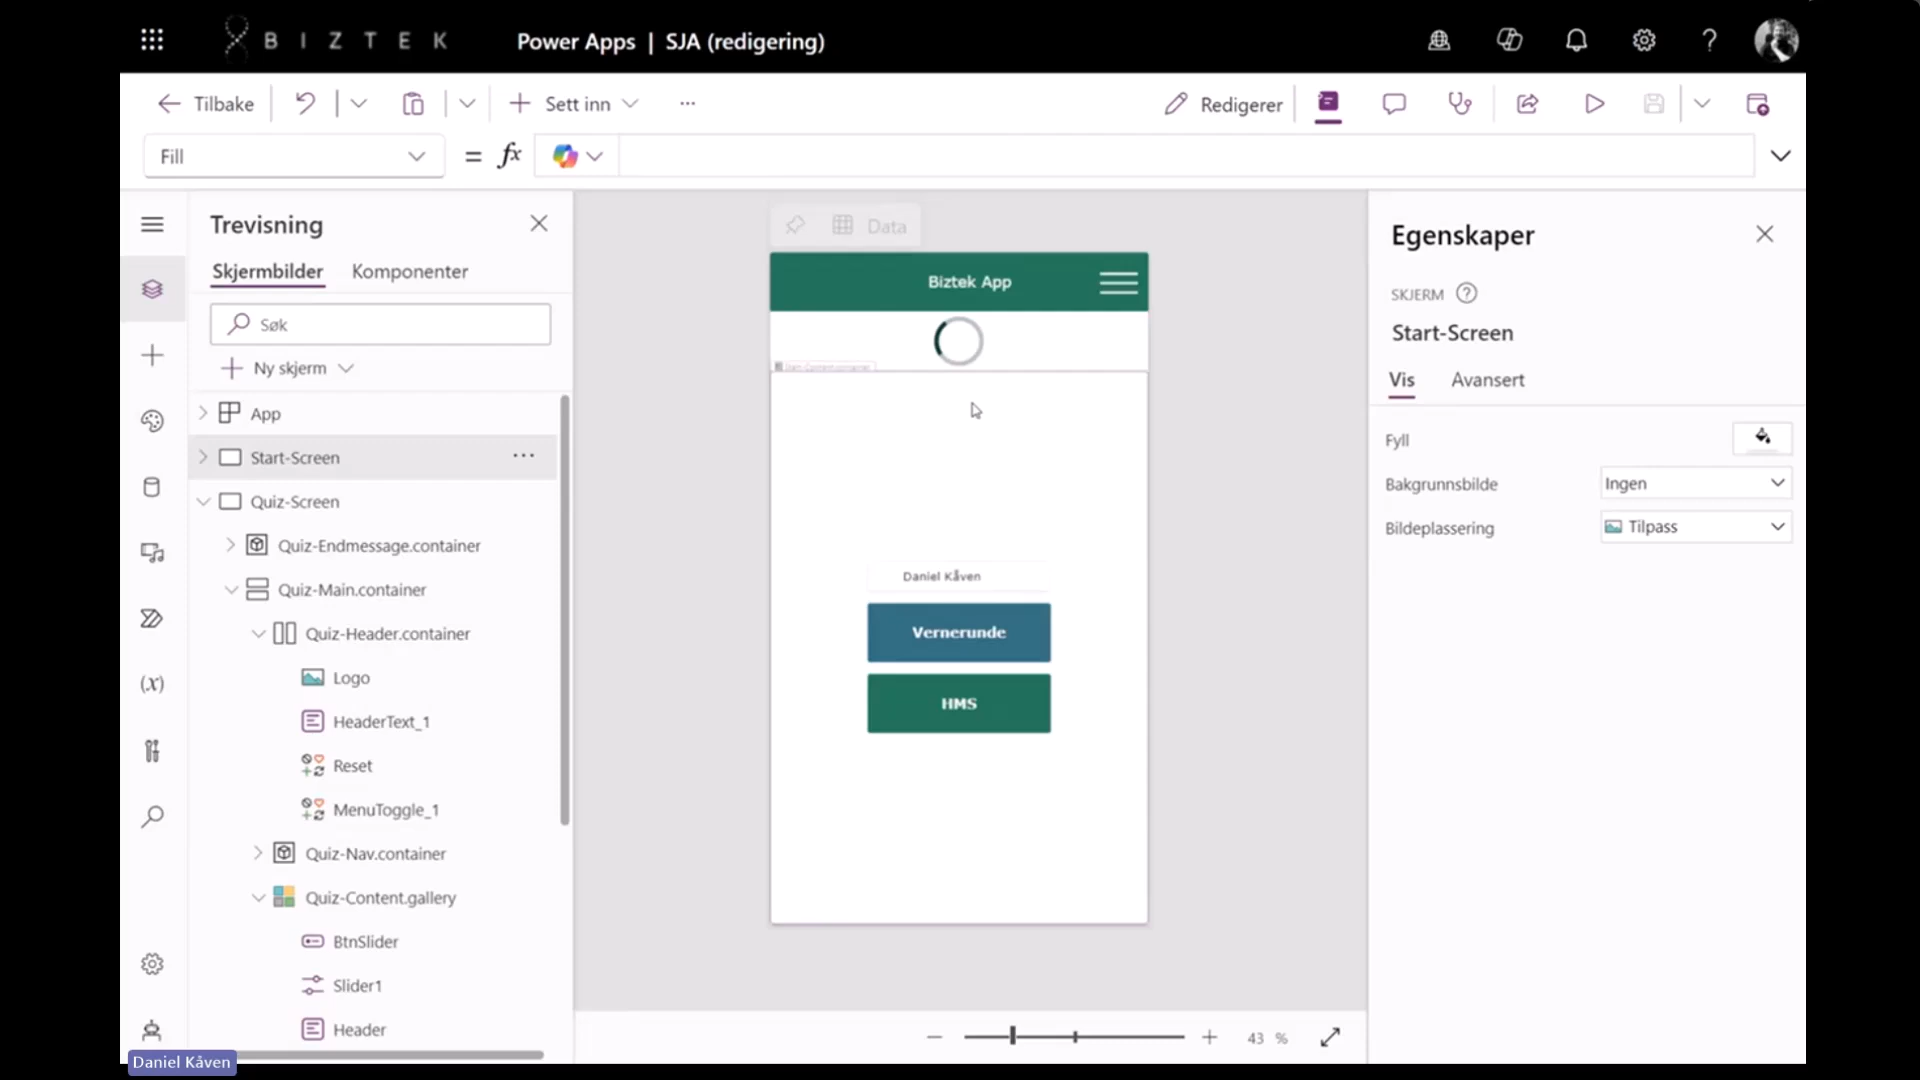 BIZTEK
Power Apps | SJA (redigering)
Tilbake
Sett inn
Redigerer
Fill
= fx
Trevisning
Skjermbilder
Komponenter
Søk
Ny skjerm
App
Start-Screen
Quiz-Screen
Quiz-Endmessage.container
Quiz-Main.container
Quiz-Header.container
Logo
HeaderText_1
Reset
MenuToggle_1
Quiz-Nav.container
Quiz-Content.gallery
BtnSlider
Slider1
Header
Data
Biztek App
Start-Content.container
Daniel Kåven
Vernerunde
HMS
43 %
Egenskaper
SKJERM
Start-Screen
Vis
Avansert
Fyll
Bakgrunnsbilde
Ingen
Bildeplassering
Tilpass
Daniel Kåven